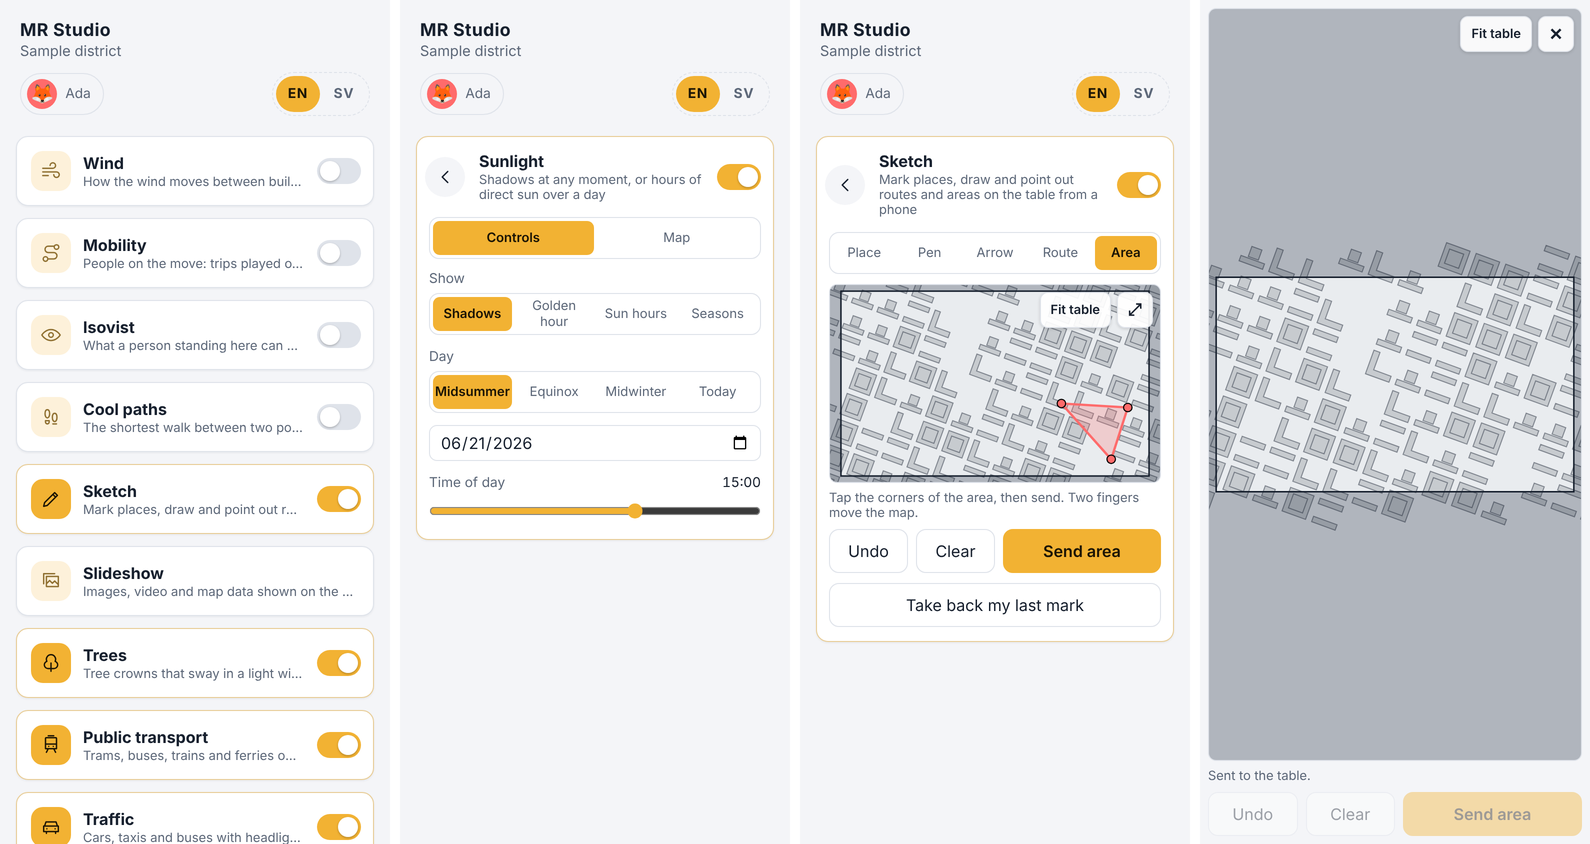 MR Studio
Sample district
Ada
EN SV
Wind
How the wind moves between buil...
Mobility
People on the move: trips played o...
Isovist
What a person standing here can ...
Cool paths
The shortest walk between two po...
Sketch
Mark places, draw and point out r...
Slideshow
Images, video and map data shown on the ...
Trees
Tree crowns that sway in a light wi...
Public transport
Trams, buses, trains and ferries o...
Traffic
Cars, taxis and buses with headlig...
MR Studio
Sample district
Ada
EN SV
Sunlight
Shadows at any moment, or hours of
direct sun over a day
Controls Map
Show
Shadows Golden hour Sun hours Seasons
Day
Midsummer Equinox Midwinter Today
06/21/2026
Time of day 15:00
MR Studio
Sample district
Ada
EN SV
Sketch
Mark places, draw and point out
routes and areas on the table from a
phone
Place Pen Arrow Route Area
Fit table
Tap the corners of the area, then send. Two fingers
move the map.
Undo Clear Send area
Take back my last mark
Fit table
Sent to the table.
Undo Clear Send area